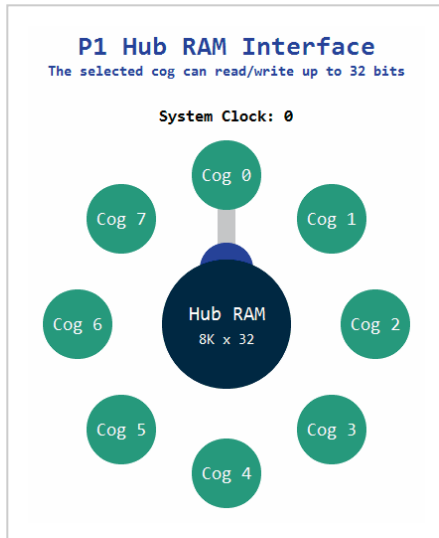 P1 Hub RAM Interface
The selected cog can read/write up to 32 bits
System Clock: 0
Cog 0
Cog 7
Cog 1
Cog 6
Hub RAM
8K x 32
Cog 2
Cog 5
Cog 3
Cog 4